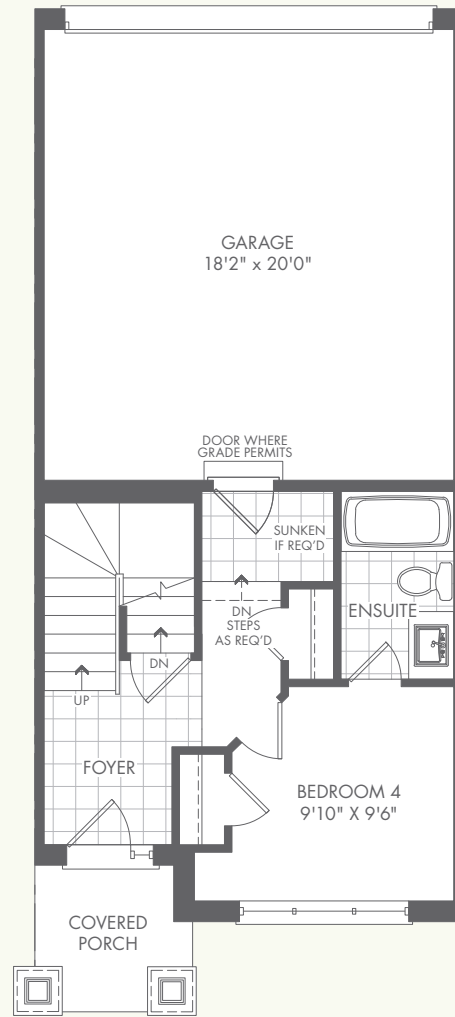 GARAGE
18'2" x 20'0"
DOOR WHERE
GRADE PERMITS
SUNKEN
IF REQ'D
DN
STEPS
AS REQ'D
ENSUITE
DN
UP
FOYER
BEDROOM 4
9'10" X 9'6"
COVERED
PORCH